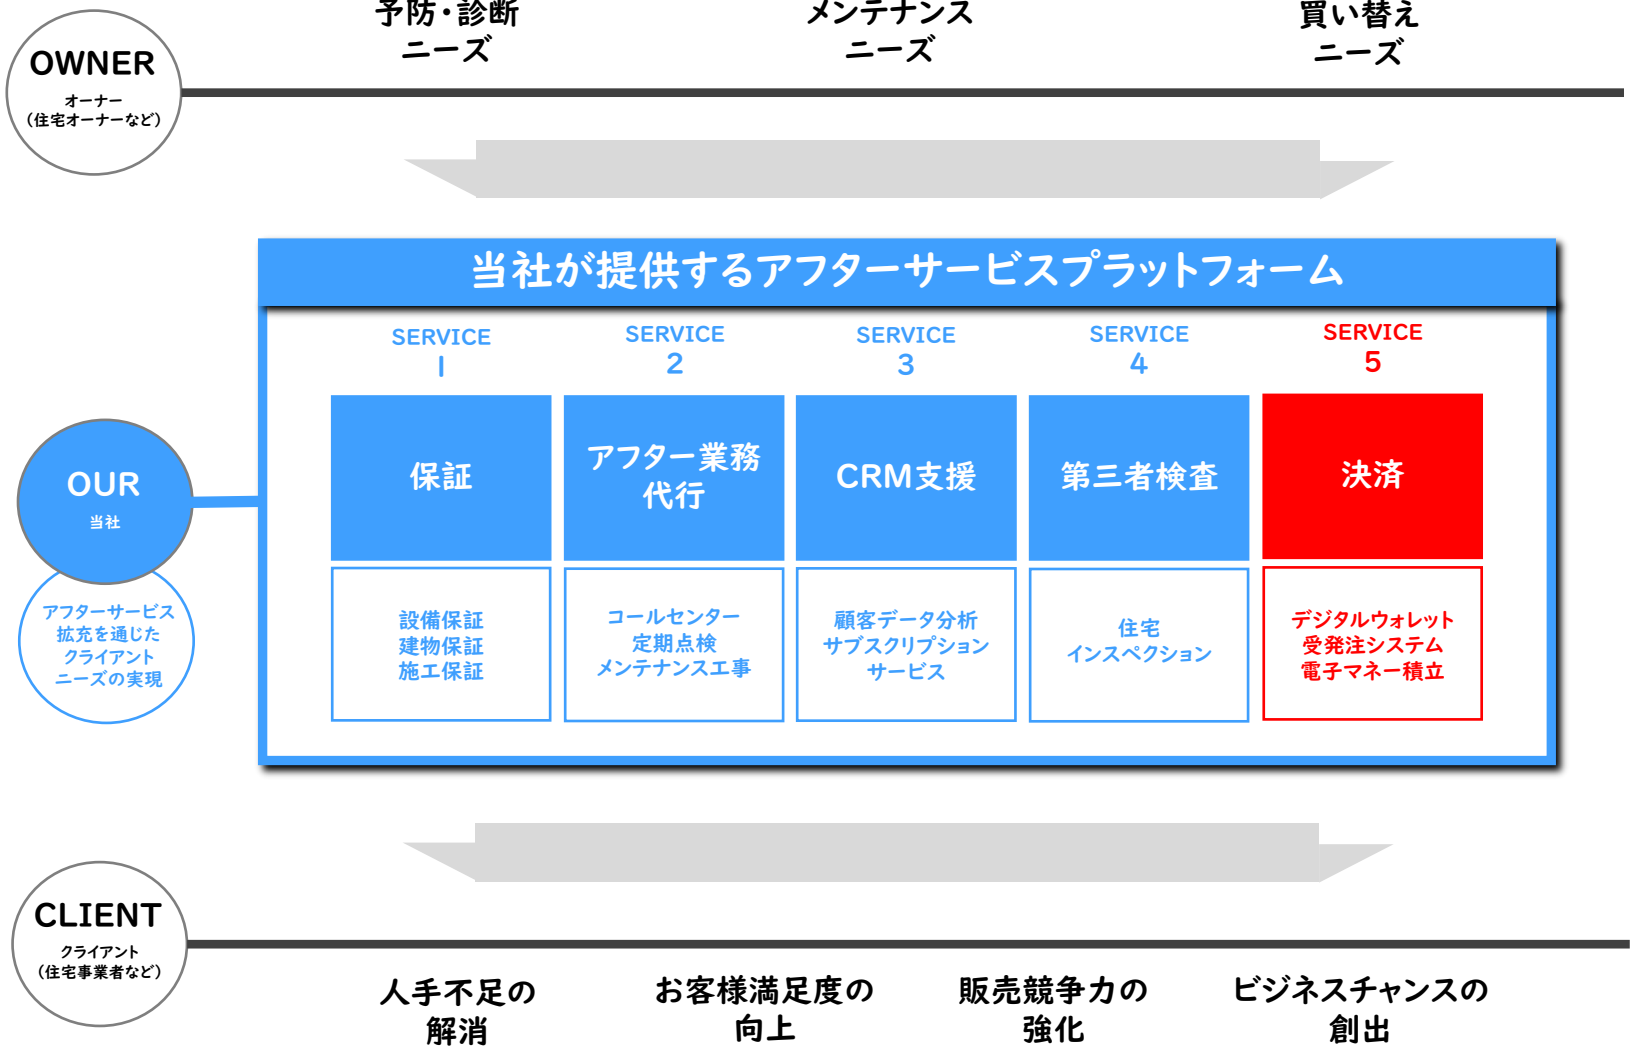 予防・診断
ニーズ
メンテナンス
ニーズ
買い替え
ニーズ
OWNER
オーナー
(住宅オーナーなど)
当社が提供するアフターサービスプラットフォーム
SERVICE
1
SERVICE
2
SERVICE
3
SERVICE
4
SERVICE
5
保証
アフター業務
代行
CRM支援
第三者検査
決済
設備保証
建物保証
施工保証
コールセンター
定期点検
メンテナンス工事
顧客データ分析
サブスクリプション
サービス
住宅
インスペクション
デジタルウォレット
受発注システム
電子マネー積立
OUR
当社
アフターサービス
拡充を通じた
クライアント
ニーズの実現
CLIENT
クライアント
(住宅事業者など)
人手不足の
解消
お客様満足度の
向上
販売競争力の
強化
ビジネスチャンスの
創出